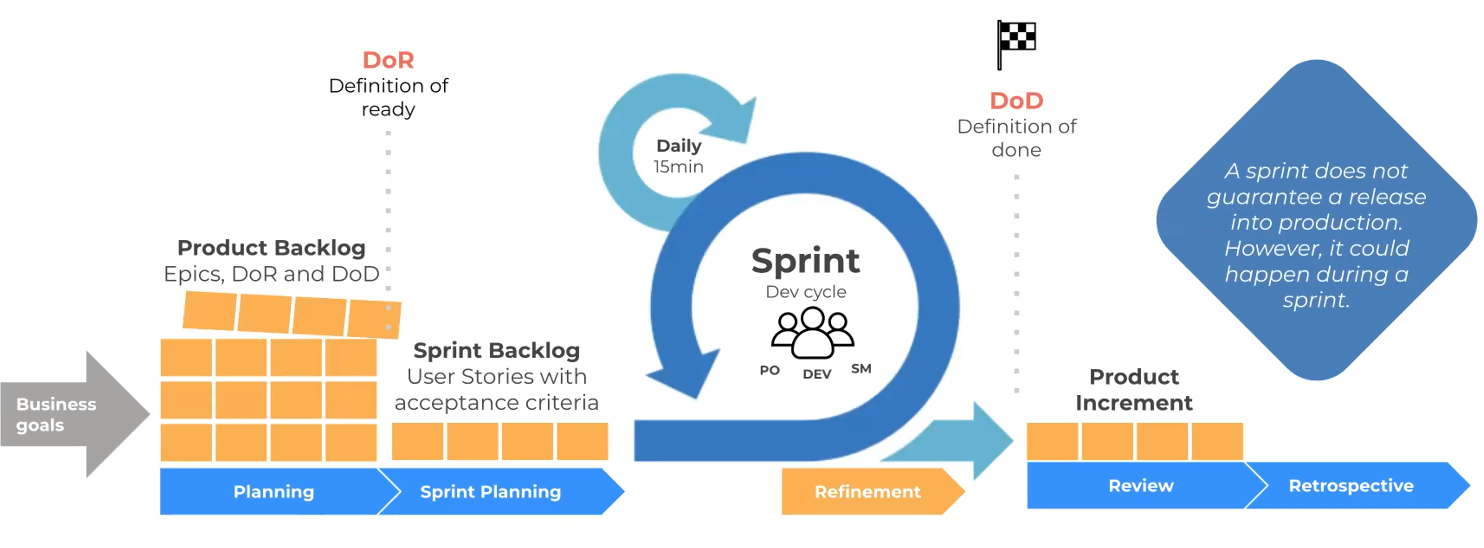 DoR
Definition of
ready
DoD
Definition of
done
Daily
15min
A sprint does not
guarantee a release
into production.
However, it could
happen during a
sprint.
Product Backlog
Epics, DoR and DoD
Sprint
Dev cycle
PO
DEV
SM
Sprint Backlog
User Stories with
acceptance criteria
Business
goals
Product
Increment
Planning
Sprint Planning
Refinement
Review
Retrospective